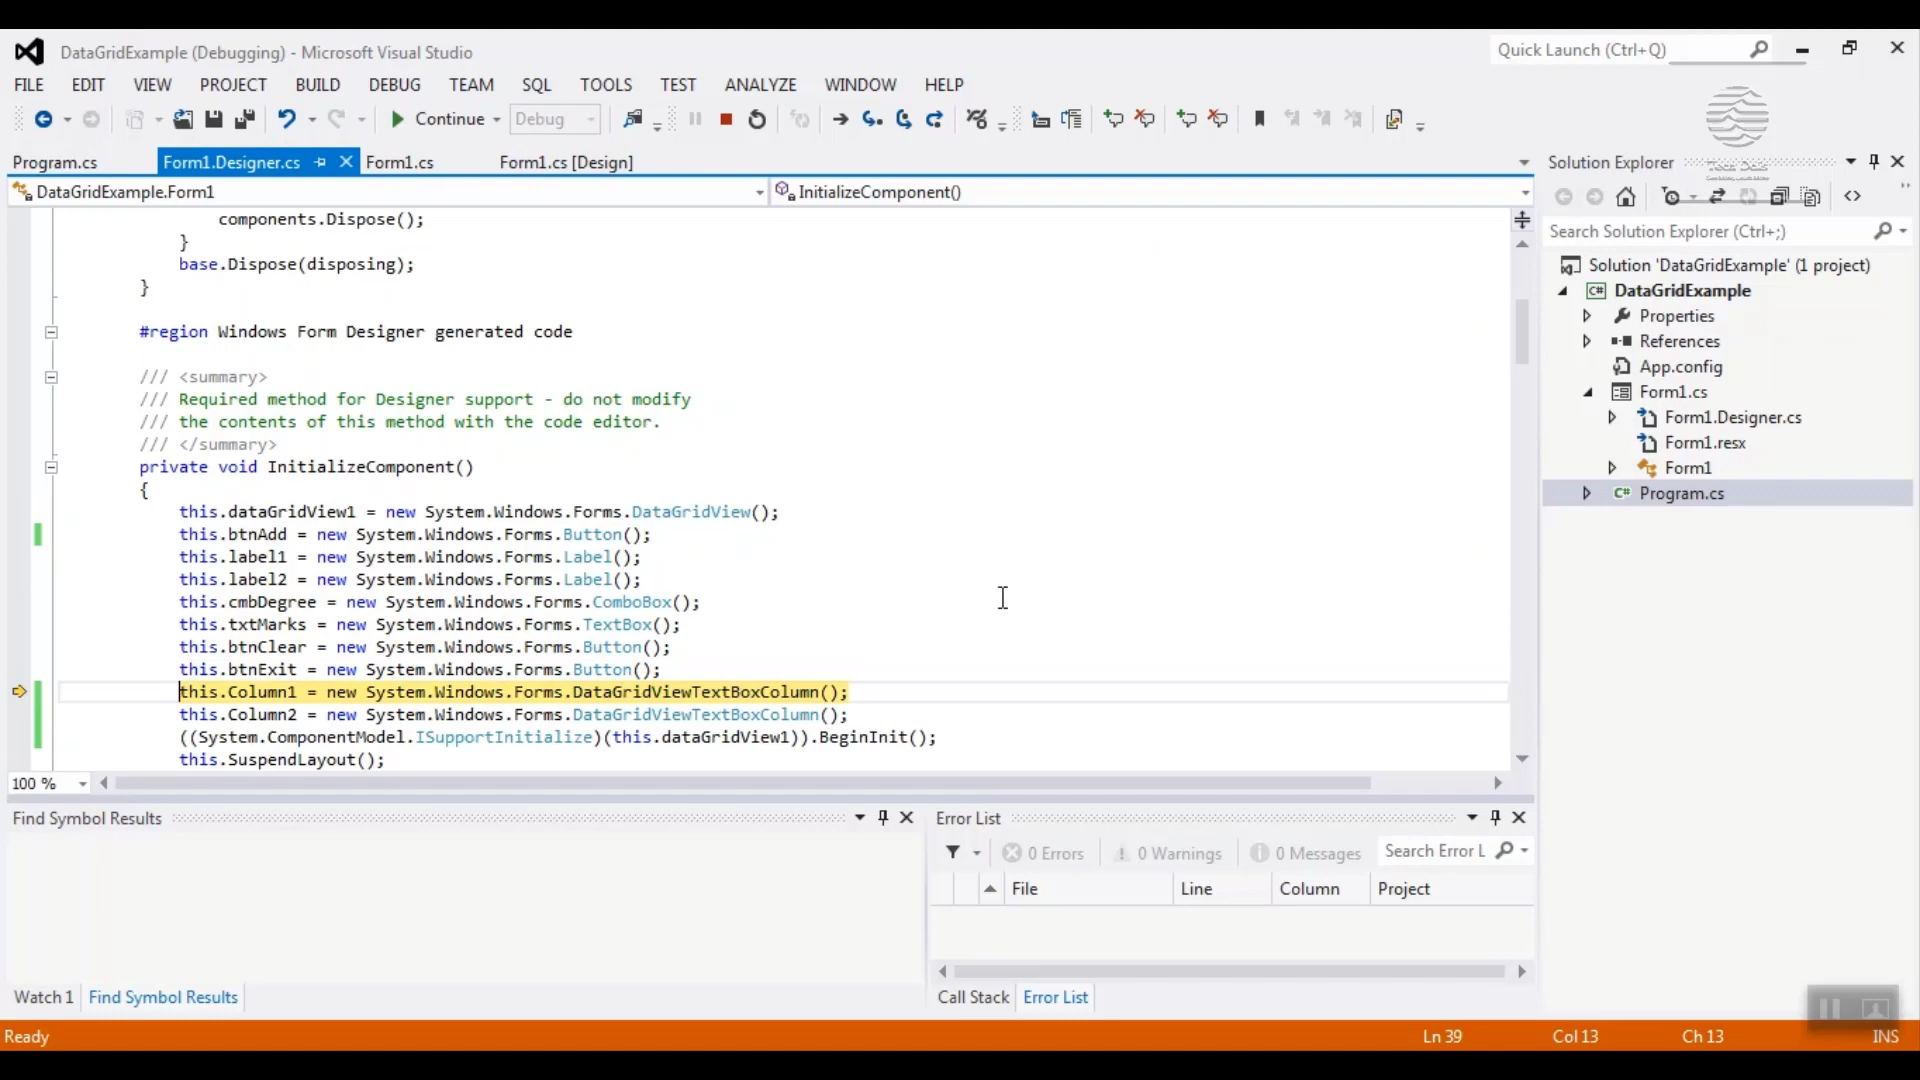 DataGridExample (Debugging) - Microsoft Visual Studio
Quick Launch (Ctrl+Q)
FILE EDIT VIEW PROJECT BUILD DEBUG TEAM SQL TOOLS TEST ANALYZE WINDOW HELP
Continue Debug
Program.cs Form1.Designer.cs Form1.cs Form1.cs [Design]
DataGridExample.Form1 InitializeComponent()
components.Dispose();
}
base.Dispose(disposing);
}
#region Windows Form Designer generated code
/// <summary>
/// Required method for Designer support - do not modify
/// the contents of this method with the code editor.
/// </summary>
private void InitializeComponent()
{
this.dataGridView1 = new System.Windows.Forms.DataGridView();
this.btnAdd = new System.Windows.Forms.Button();
this.label1 = new System.Windows.Forms.Label();
this.label2 = new System.Windows.Forms.Label();
this.cmbDegree = new System.Windows.Forms.ComboBox();
this.txtMarks = new System.Windows.Forms.TextBox();
this.btnClear = new System.Windows.Forms.Button();
this.btnExit = new System.Windows.Forms.Button();
this.Column1 = new System.Windows.Forms.DataGridViewTextBoxColumn();
this.Column2 = new System.Windows.Forms.DataGridViewTextBoxColumn();
((System.ComponentModel.ISupportInitialize)(this.dataGridView1)).BeginInit();
this.SuspendLayout();
100 %
Solution Explorer
Search Solution Explorer (Ctrl+;)
Solution 'DataGridExample' (1 project)
C# DataGridExample
Properties
References
App.config
Form1.cs
Form1.Designer.cs
Form1.resx
Form1
C# Program.cs
Find Symbol Results
Watch 1 Find Symbol Results
Error List
0 Errors 0 Warnings 0 Messages Search Error L
File Line Column Project
Call Stack Error List
Ready Ln 39 Col 13 Ch 13 INS